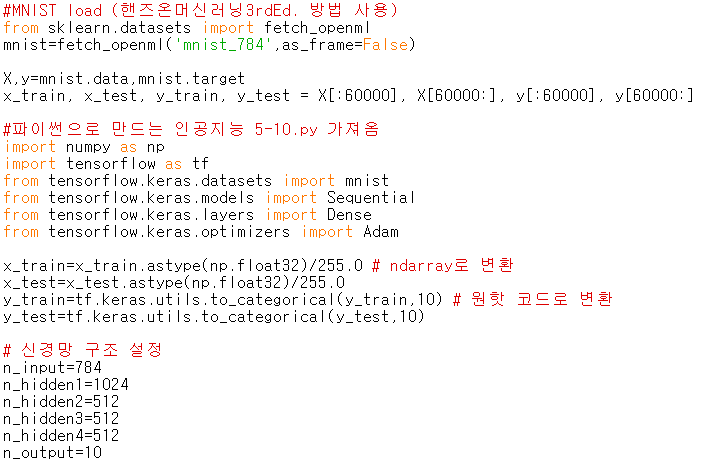 #MNIST load (핸즈온머신러닝3rdEd. 방법 사용)
from sklearn.datasets import fetch_openml
mnist=fetch_openml('mnist_784',as_frame=False)
X,y=mnist.data,mnist.target
x_train, x_test, y_train, y_test = X[:60000], X[60000:], y[:60000], y[60000:]
#파이썬으로 만드는 인공지능 5-10.py 가져옴
import numpy as np
import tensorflow as tf
from tensorflow.keras.datasets import mnist
from tensorflow.keras.models import Sequential
from tensorflow.keras.layers import Dense
from tensorflow.keras.optimizers import Adam
x_train=x_train.astype(np.float32)/255.0 # ndarray로 변환
x_test=x_test.astype(np.float32)/255.0
y_train=tf.keras.utils.to_categorical(y_train,10) # 원핫 코드로 변환
y_test=tf.keras.utils.to_categorical(y_test,10)
# 신경망 구조 설정
n_input=784
n_hidden1=1024
n_hidden2=512
n_hidden3=512
n_hidden4=512
n_output=10